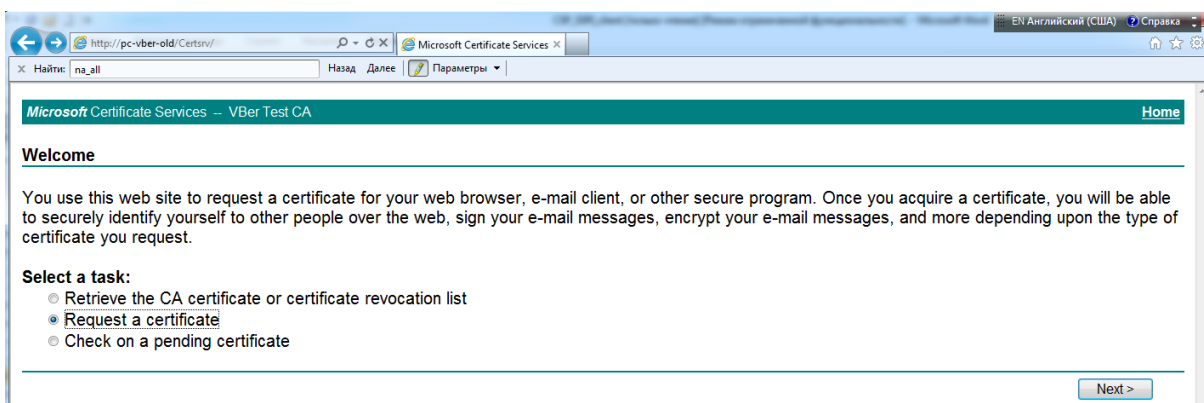 EN Английский (США) ? Справка
http://pc-vber-old/Certsrv/ Microsoft Certificate Services ×
× Найти: na_all Назад Далее Параметры
Microsoft Certificate Services -- VBer Test CA Home
Welcome
You use this web site to request a certificate for your web browser, e-mail client, or other secure program. Once you acquire a certificate, you will be able
to securely identify yourself to other people over the web, sign your e-mail messages, encrypt your e-mail messages, and more depending upon the type of
certificate you request.
Select a task:
Retrieve the CA certificate or certificate revocation list
Request a certificate
Check on a pending certificate
Next >